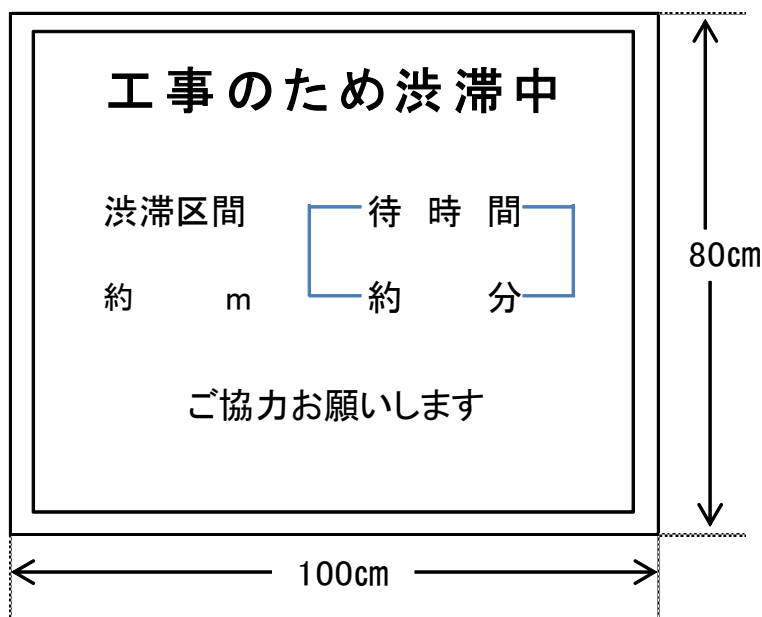 工事のため渋滞中
渋滞区間 待時間
約 m 約 分
ご協力お願いします
80㎝
100㎝